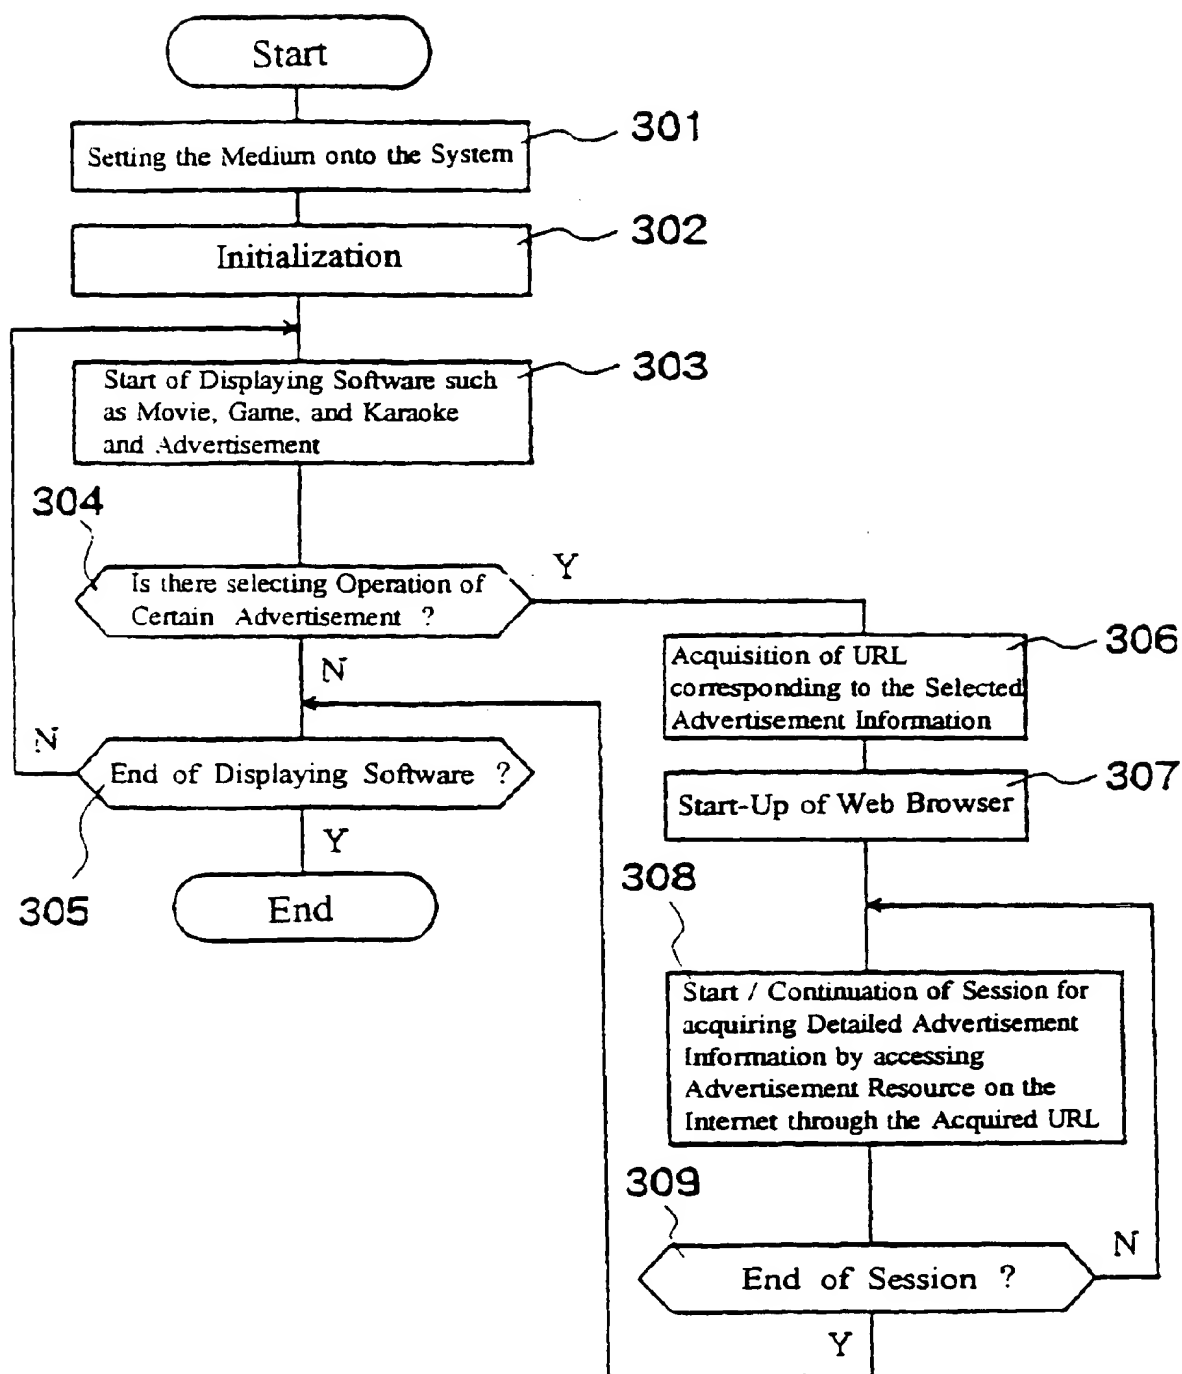 Start
301
Setting the Medium onto the System
302
Initialization
303
Start of Displaying Software such
as Movie, Game, and Karaoke
and Advertisement
304
Is there selecting Operation of
Certain Advertisement ?
Y
N
306
Acquisition of URL
corresponding to the Selected
Advertisement Information
N
End of Displaying Software ?
305
Y
End
307
Start-Up of Web Browser
308
Start / Continuation of Session for
acquiring Detailed Advertisement
Information by accessing
Advertisement Resource on the
Internet through the Acquired URL
309
End of Session ?
N
Y